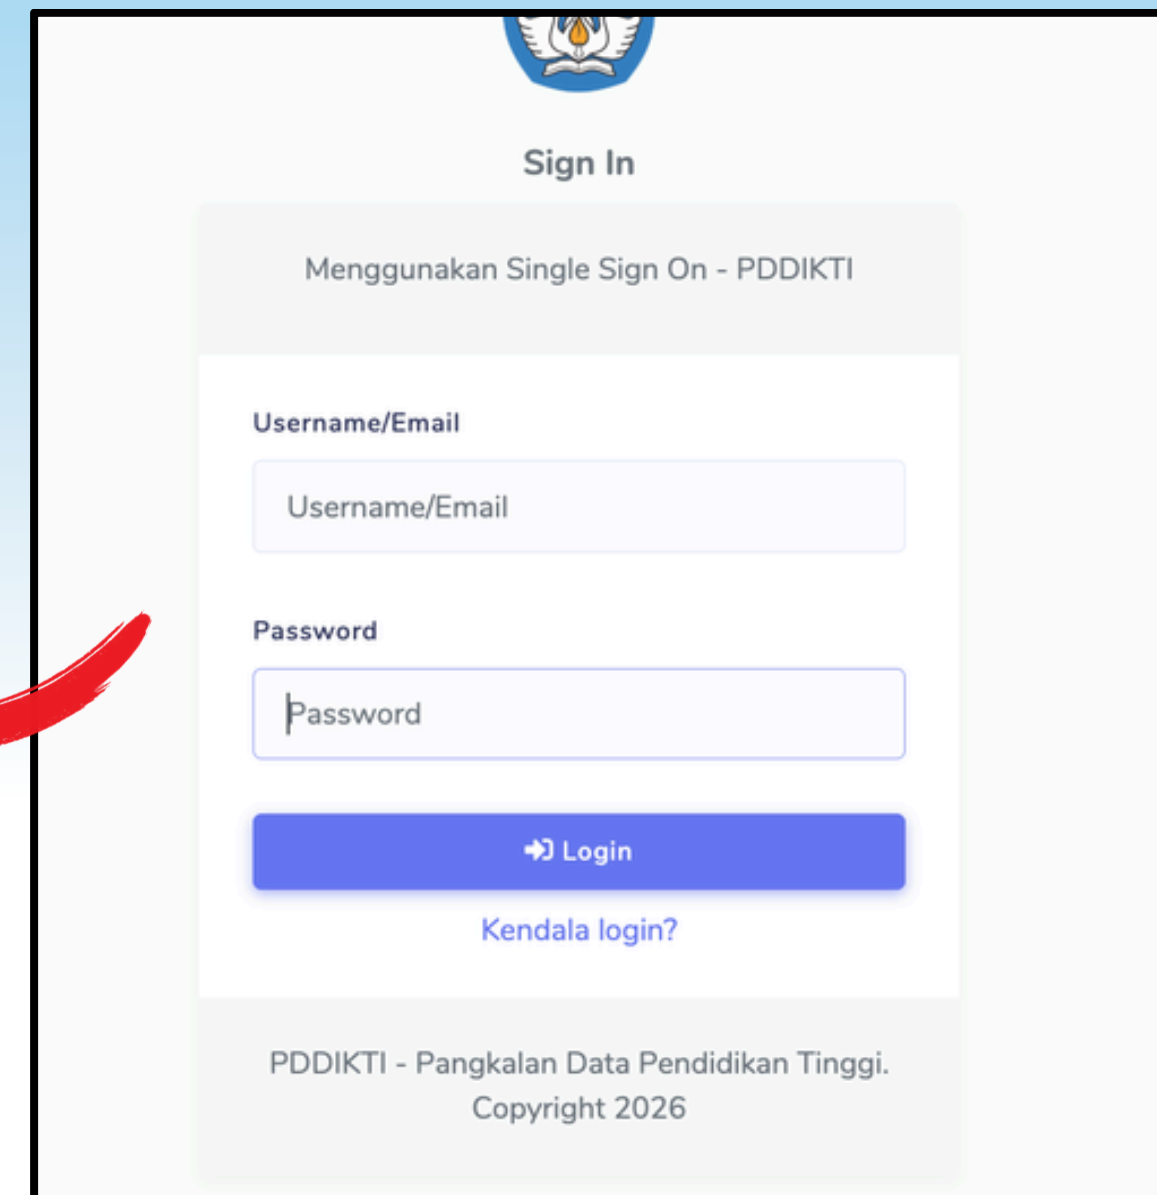 Sign In
Menggunakan Single Sign On - PDDIKTI
Username/Email
Username/Email
Password
Password
Login
Kendala login?
PDDIKTI - Pangkalan Data Pendidikan Tinggi.
Copyright 2026